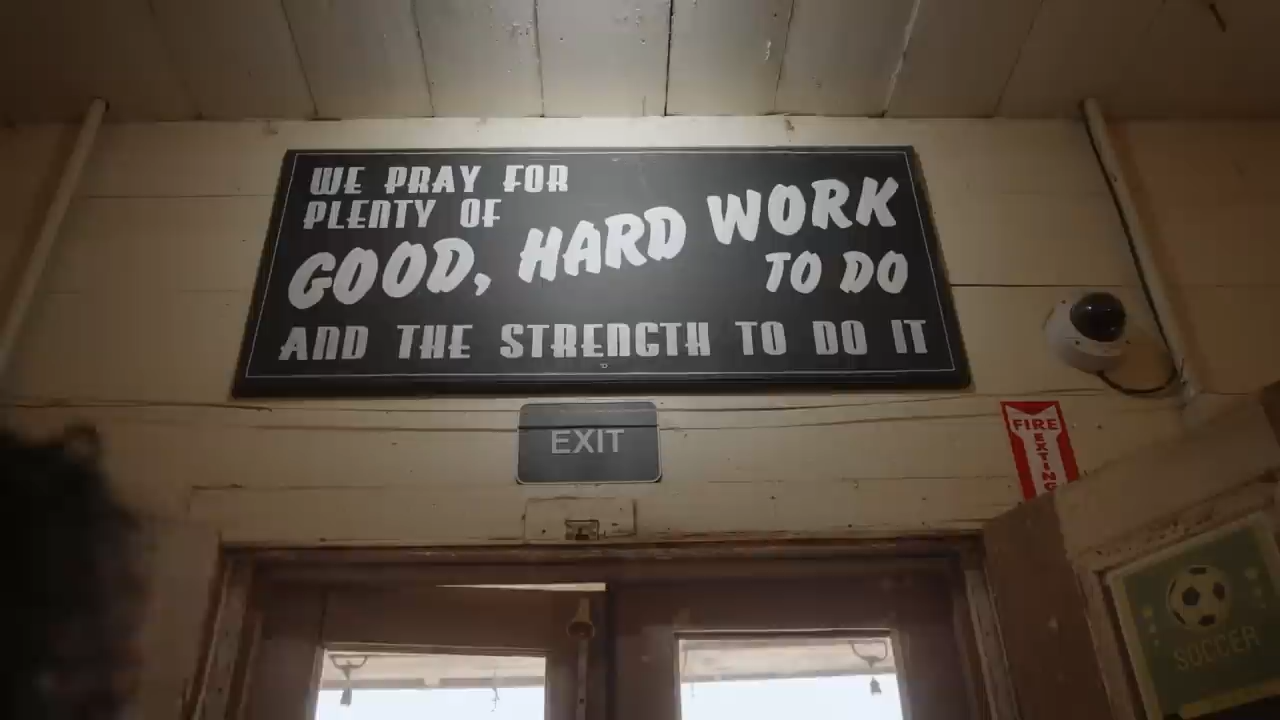 WE PRAY FOR
PLENTY OF
GOOD, HARD WORK
TO DO
AND THE STRENGTH TO DO IT
EXIT
FIRE
EXTING
SOCCER